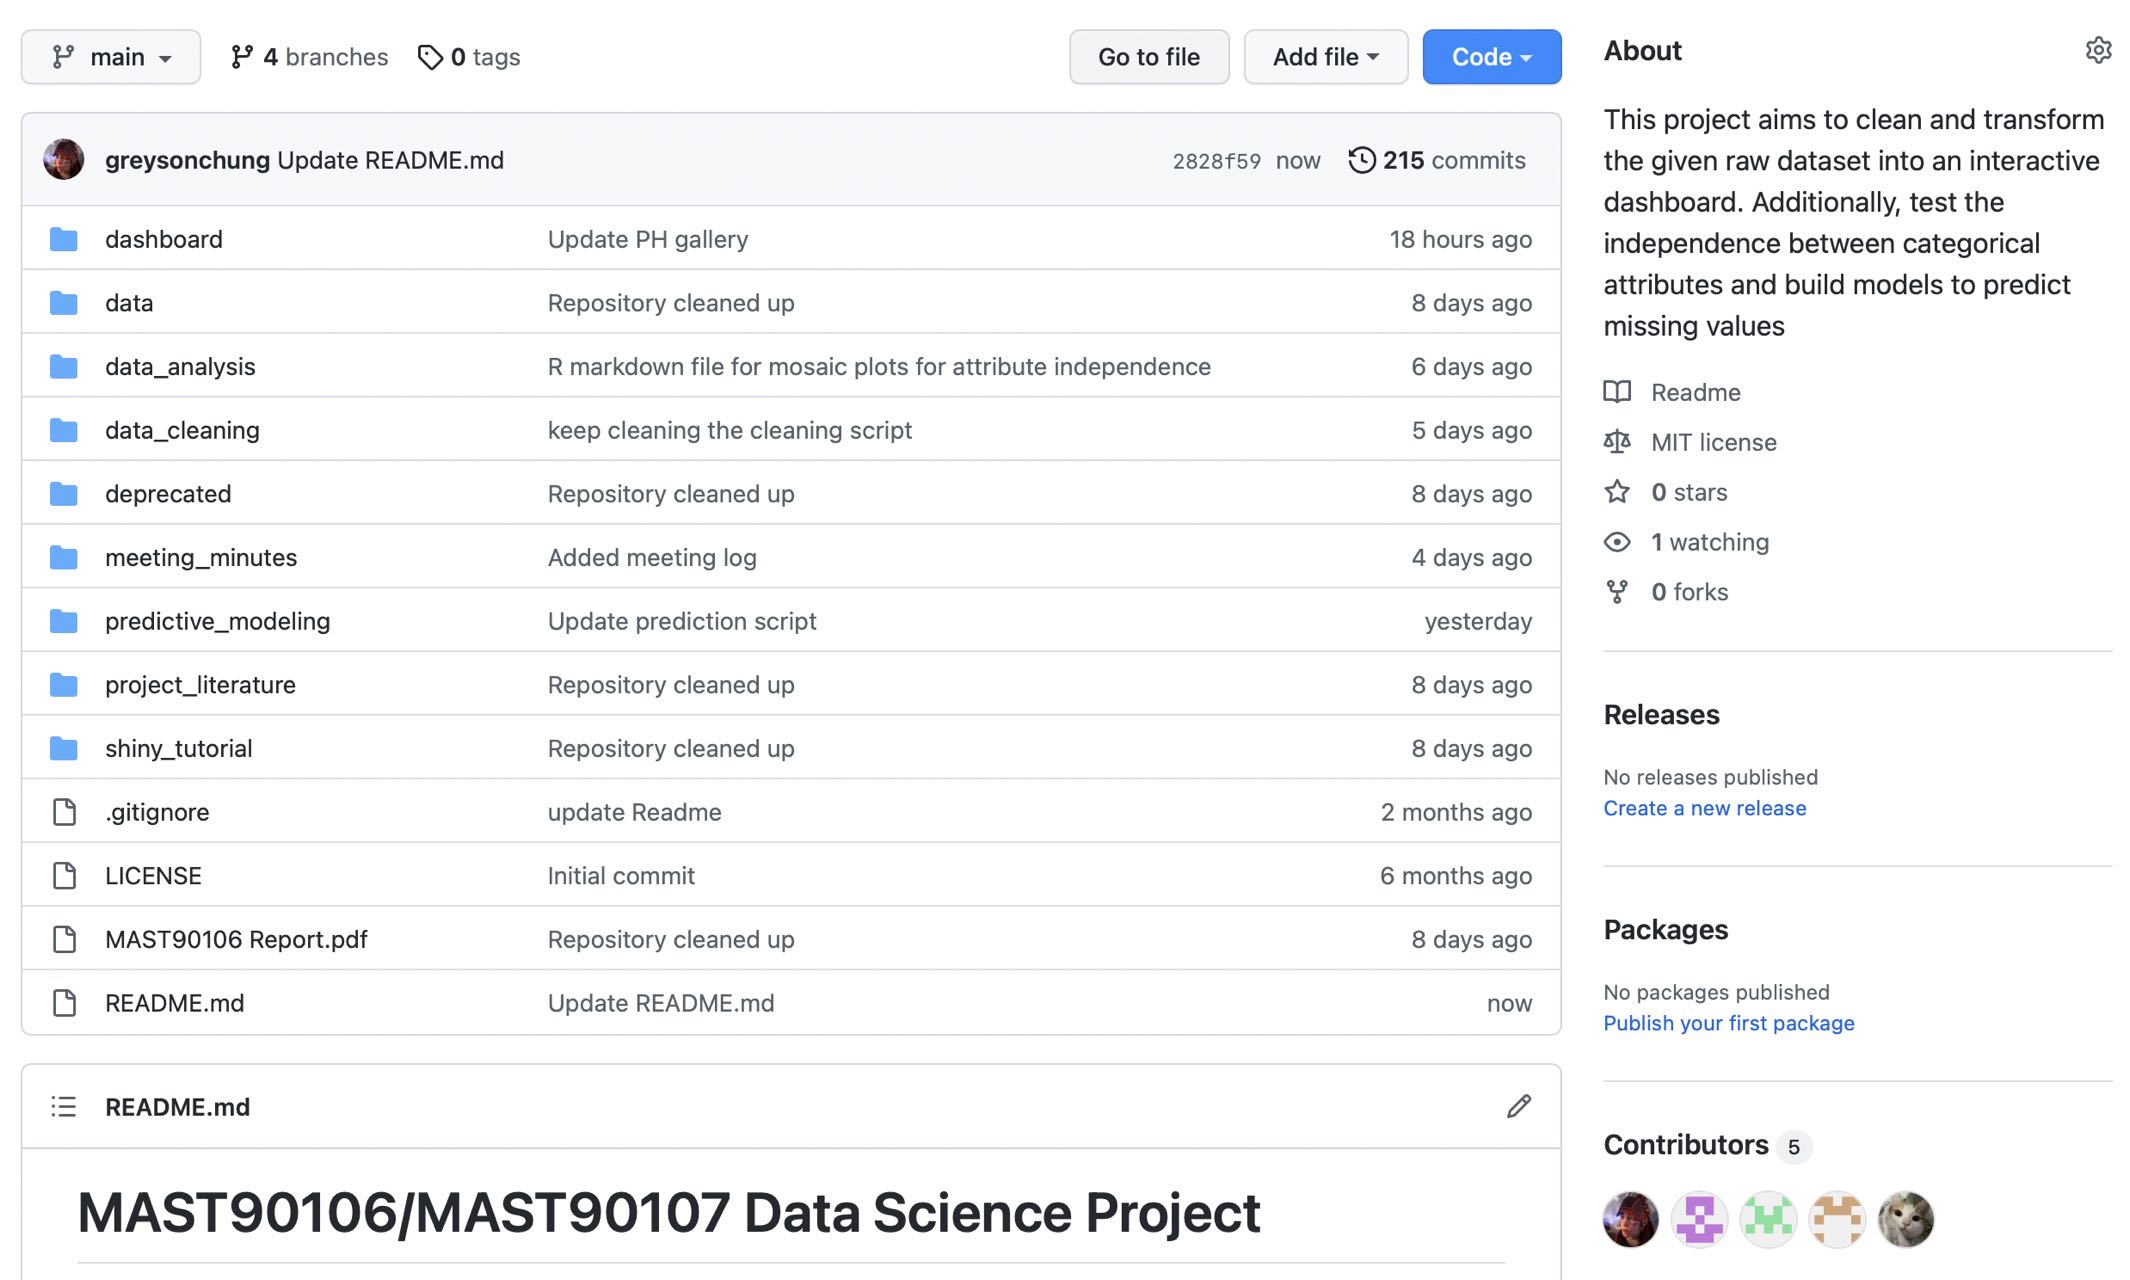 main
4 branches
0 tags
Go to file
Add file
Code
greysonchung Update README.md
2828f59 now
215 commits
dashboard Update PH gallery 18 hours ago
data Repository cleaned up 8 days ago
data_analysis R markdown file for mosaic plots for attribute independence 6 days ago
data_cleaning keep cleaning the cleaning script 5 days ago
deprecated Repository cleaned up 8 days ago
meeting_minutes Added meeting log 4 days ago
predictive_modeling Update prediction script yesterday
project_literature Repository cleaned up 8 days ago
shiny_tutorial Repository cleaned up 8 days ago
.gitignore update Readme 2 months ago
LICENSE Initial commit 6 months ago
MAST90106 Report.pdf Repository cleaned up 8 days ago
README.md Update README.md now
README.md
MAST90106/MAST90107 Data Science Project
About
This project aims to clean and transform
the given raw dataset into an interactive
dashboard. Additionally, test the
independence between categorical
attributes and build models to predict
missing values
Readme
MIT license
0 stars
1 watching
0 forks
Releases
No releases published
Create a new release
Packages
No packages published
Publish your first package
Contributors 5